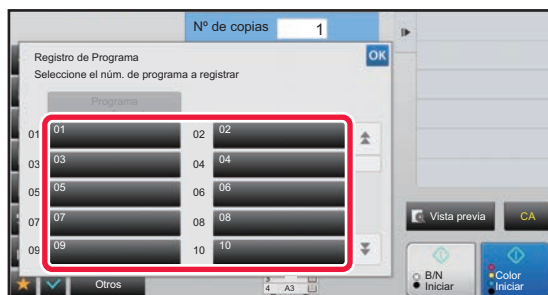 Nº de copias 1
Registro de Programa OK
Seleccione el núm. de programa a registrar
Programa
01 01 02 02
03 03 04 04
05 05 06 06
07 07 08 08
09 09 10 10
Vista previa CA
Otros
4 A3
B/N
Iniciar
Color
Iniciar